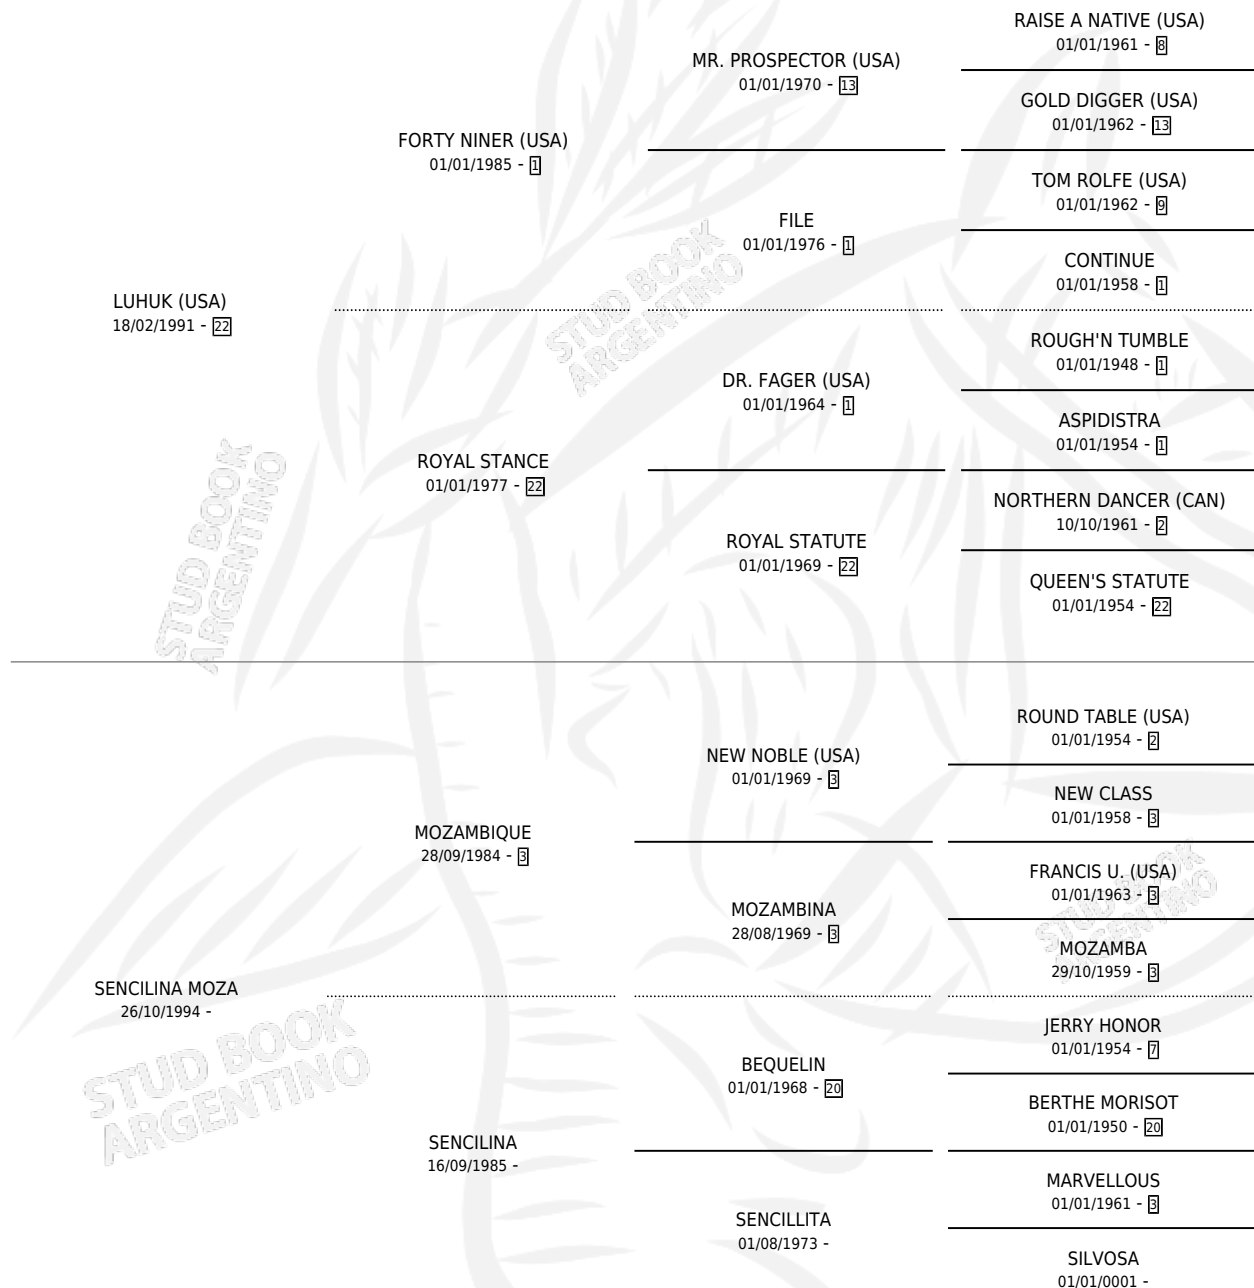 RAISE A NATIVE (USA)
01/01/1961 - 8
MR. PROSPECTOR (USA)
01/01/1970 - 13
GOLD DIGGER (USA)
01/01/1962 - 13
FORTY NINER (USA)
01/01/1985 - 1
TOM ROLFE (USA)
01/01/1962 - 9
FILE
01/01/1976 - 1
CONTINUE
01/01/1958 - 1
LUHUK (USA)
18/02/1991 - 22
ROUGH'N TUMBLE
01/01/1948 - 1
DR. FAGER (USA)
01/01/1964 - 1
ASPIDISTRA
01/01/1954 - 1
ROYAL STANCE
01/01/1977 - 22
NORTHERN DANCER (CAN)
10/10/1961 - 2
ROYAL STATUTE
01/01/1969 - 22
QUEEN'S STATUTE
01/01/1954 - 22
ROUND TABLE (USA)
01/01/1954 - 2
NEW NOBLE (USA)
01/01/1969 - 3
NEW CLASS
01/01/1958 - 3
MOZAMBIQUE
28/09/1984 - 3
FRANCIS U. (USA)
01/01/1963 - 3
MOZAMBINA
28/08/1969 - 3
MOZAMBA
29/10/1959 - 3
SENCILINA MOZA
26/10/1994 -
JERRY HONOR
01/01/1954 - 7
BEQUELIN
01/01/1968 - 20
BERTHE MORISOT
01/01/1950 - 20
SENCILINA
16/09/1985 -
MARVELLOUS
01/01/1961 - 3
SENCILLITA
01/08/1973 -
SILVOSA
01/01/0001 -
STUD BOOK
ARGENTINO
STUD BOOK
ARGENTINO
STUD BOOK
ARGENTINO
STUD BOOK
ARGENTINO